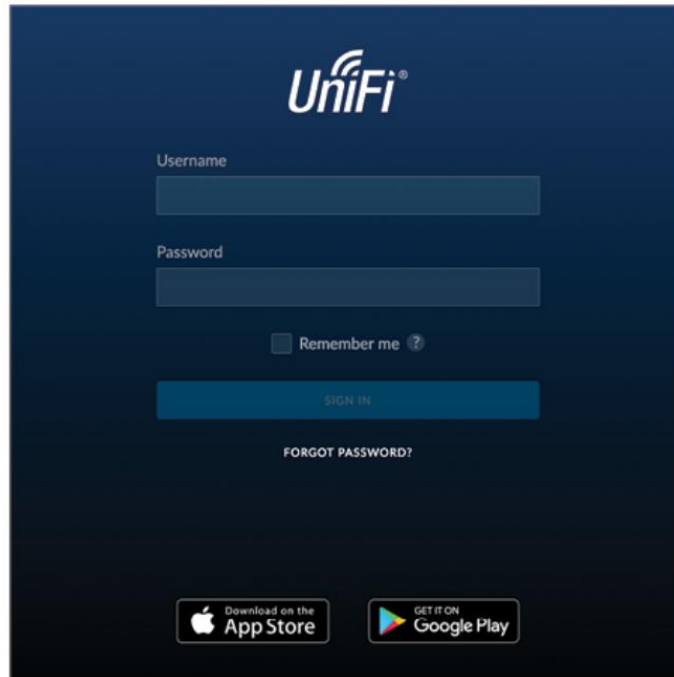 UniFi®
Username
Password
Remember me ?
SIGN IN
FORGOT PASSWORD?
Download on the
App Store
GET IT ON
Google Play